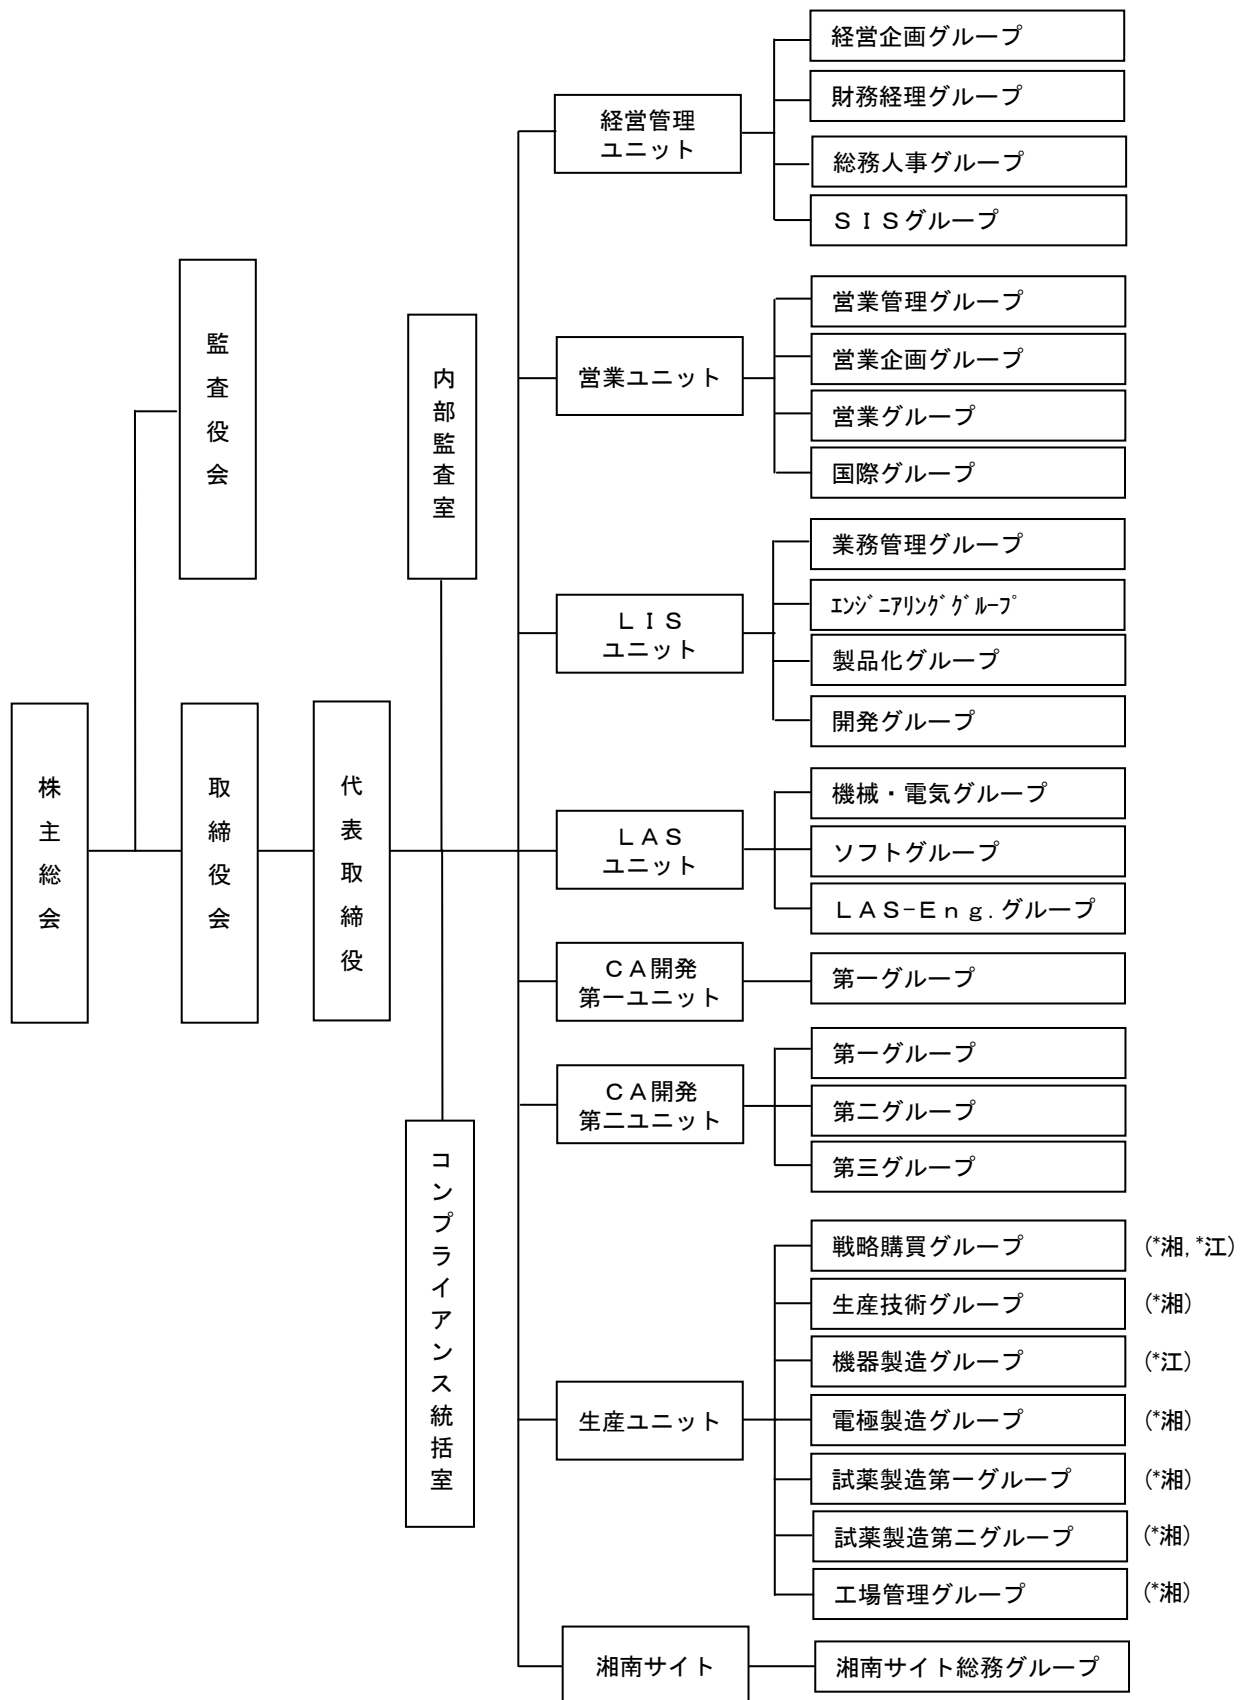 株主総会
監査役会
取締役会
代表取締役
内部監査室
コンプライアンス統括室
経営管理
ユニット
経営企画グループ
財務経理グループ
総務人事グループ
ＳＩＳグループ
営業ユニット
営業管理グループ
営業企画グループ
営業グループ
国際グループ
ＬＩＳ
ユニット
業務管理グループ
ｴﾝｼﾞﾆｱﾘﾝｸﾞｸﾞﾙｰﾌﾟ
製品化グループ
開発グループ
ＬＡＳ
ユニット
機械・電気グループ
ソフトグループ
ＬＡＳ-Ｅｎｇ.グループ
ＣＡ開発
第一ユニット
第一グループ
ＣＡ開発
第二ユニット
第一グループ
第二グループ
第三グループ
生産ユニット
戦略購買グループ (*湘, *江)
生産技術グループ (*湘)
機器製造グループ (*江)
電極製造グループ (*湘)
試薬製造第一グループ (*湘)
試薬製造第二グループ (*湘)
工場管理グループ (*湘)
湘南サイト
湘南サイト総務グループ